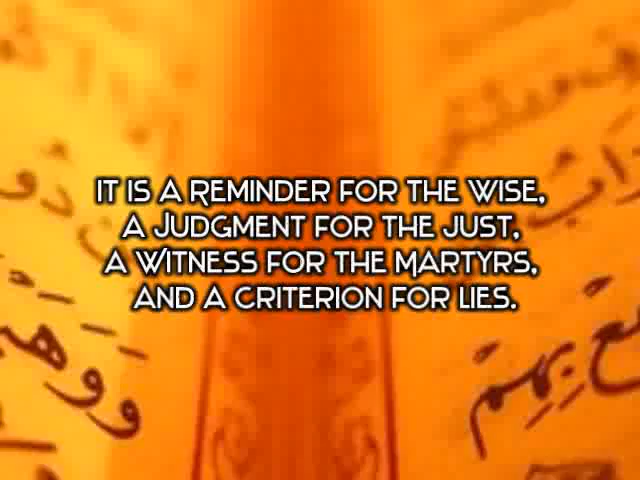 IT IS A REMINDER FOR THE WISE,
A JUDGMENT FOR THE JUST,
A WITNESS FOR THE MARTYRS,
AND A CRITERION FOR LIES.